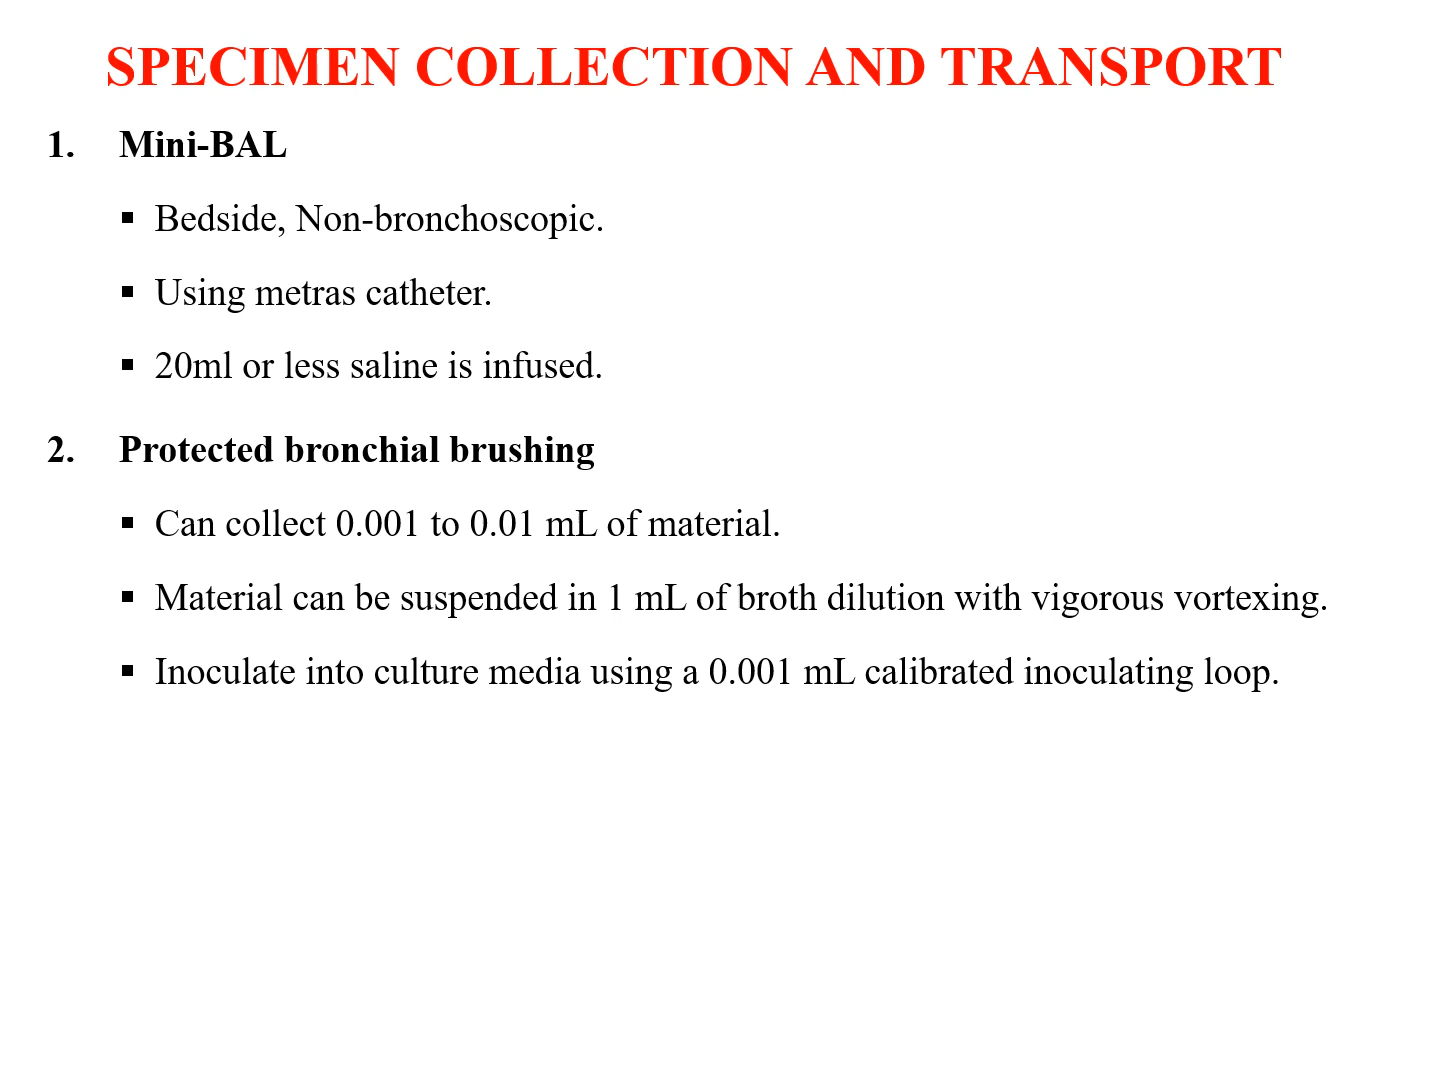 SPECIMEN COLLECTION AND TRANSPORT
1. Mini-BAL
▪ Bedside, Non-bronchoscopic.
▪ Using metras catheter.
▪ 20ml or less saline is infused.
2. Protected bronchial brushing
▪ Can collect 0.001 to 0.01 mL of material.
▪ Material can be suspended in 1 mL of broth dilution with vigorous vortexing.
▪ Inoculate into culture media using a 0.001 mL calibrated inoculating loop.